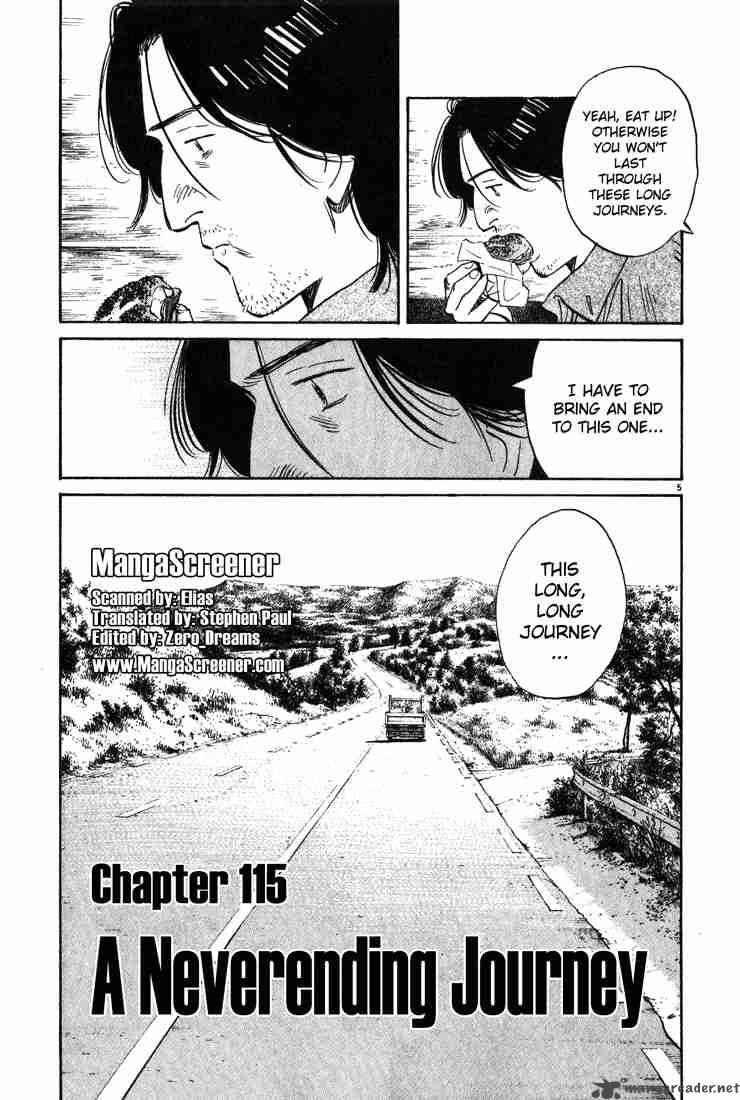 YEAH, EAT UP!
OTHERWISE
YOU WON'T
LAST
THROUGH
THESE LONG
JOURNEYS.
I HAVE TO
BRING AN END
TO THIS ONE...
5
MangaScreener
Scanned by: Elias
Translated by: Stephen Paul
Edited by: Zero_Dreams
www.MangaScreener.com
THIS
LONG,
LONG
JOURNEY
...
Chapter 115
A Neverending Journey
mangareader.net